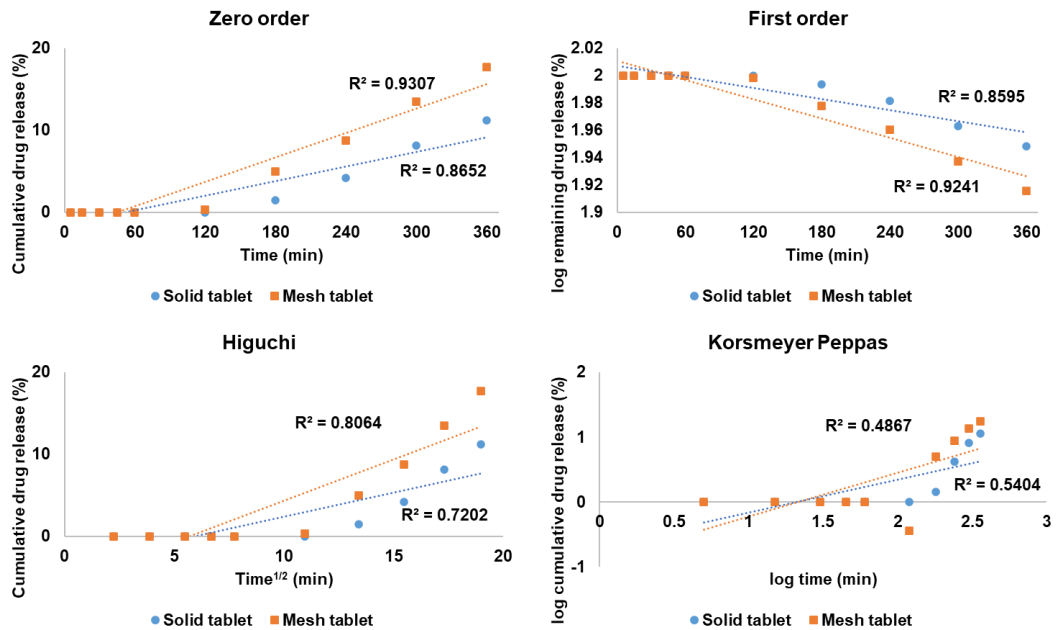 Zero order
Cumulative drug release (%)
20
10
0
R² = 0.9307
R² = 0.8652
0 60 120 180 240 300 360
Time (min)
Solid tablet Mesh tablet
First order
log remaining drug release (%)
2.02
2
1.98
1.96
1.94
1.92
1.9
R² = 0.8595
R² = 0.9241
0 60 120 180 240 300 360
Time (min)
Solid tablet Mesh tablet
Higuchi
Cumulative drug release (%)
20
10
0
R² = 0.8064
R² = 0.7202
0 5 10 15 20
Time¹/² (min)
Solid tablet Mesh tablet
Korsmeyer Peppas
log cumulative drug release (%)
2
1
0
-1
R² = 0.4867
R² = 0.5404
0 0.5 1 1.5 2 2.5 3
log time (min)
Solid tablet Mesh tablet